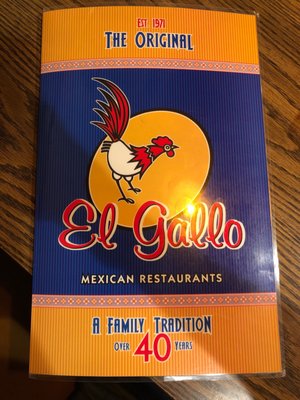 EST. 1971
THE ORIGINAL
El Gallo
MEXICAN RESTAURANTS
A FAMILY TRADITION
OVER 40 YEARS